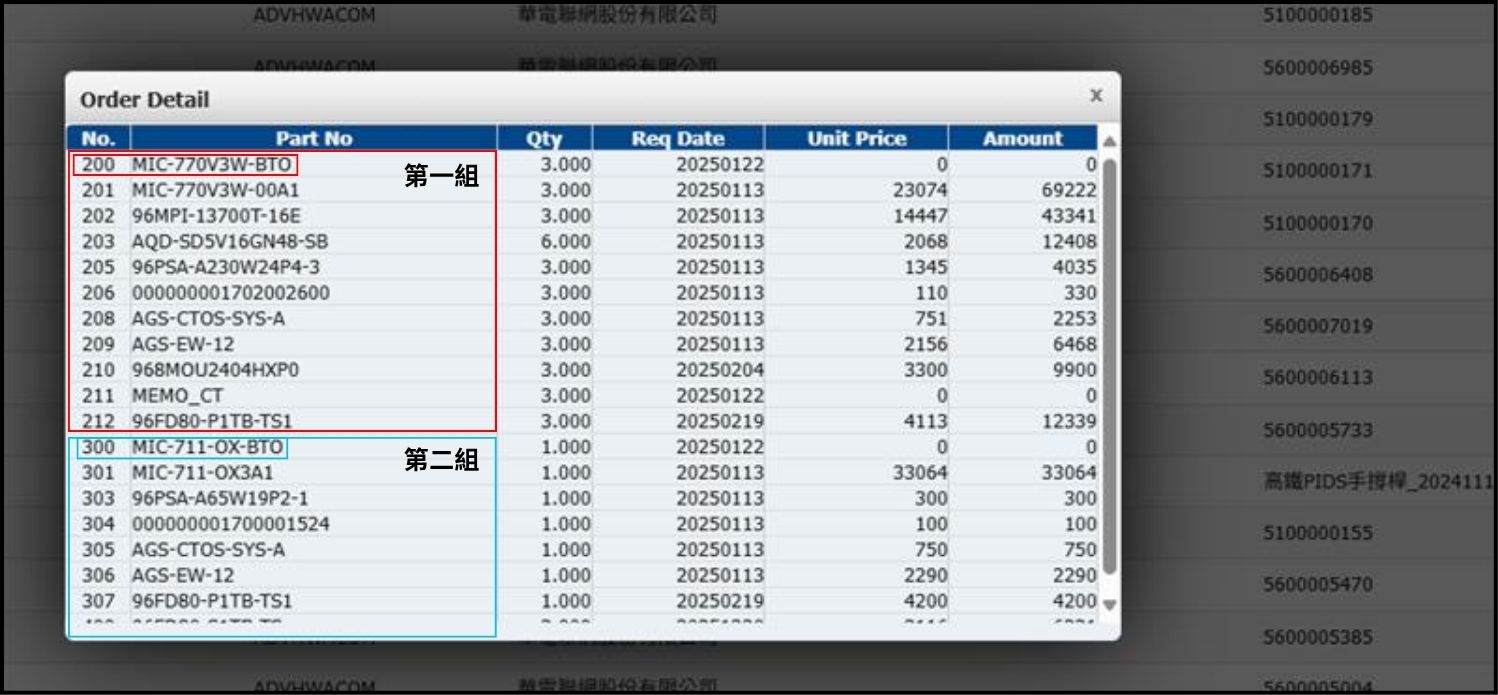 ADVHWACOM 華電聯網股份有限公司 5100000185
ADVHWACOM 華電聯網股份有限公司 5600006985
Order Detail x
5100000179
No. Part No Qty Req Date Unit Price Amount
200 MIC-770V3W-BTO 3.000 20250122 0 0
第一組
5100000171
201 MIC-770V3W-00A1 3.000 20250113 23074 69222
202 96MPI-13700T-16E 3.000 20250113 14447 43341
5100000170
203 AQD-SD5V16GN48-SB 6.000 20250113 2068 12408
205 96PSA-A230W24P4-3 3.000 20250113 1345 4035
5600006408
206 000000001702002600 3.000 20250113 110 330
208 AGS-CTOS-SYS-A 3.000 20250113 751 2253
5600007019
209 AGS-EW-12 3.000 20250113 2156 6468
210 968MOU2404HXP0 3.000 20250204 3300 9900
5600006113
211 MEMO_CT 3.000 20250122 0 0
212 96FD80-P1TB-TS1 3.000 20250219 4113 12339
5600005733
300 MIC-711-OX-BTO 1.000 20250122 0 0
第二組
301 MIC-711-OX3A1 1.000 20250113 33064 33064
高鐵PIDS手撐桿_2024111
303 96PSA-A65W19P2-1 1.000 20250113 300 300
304 000000001700001524 1.000 20250113 100 100
5100000155
305 AGS-CTOS-SYS-A 1.000 20250113 750 750
306 AGS-EW-12 1.000 20250113 2290 2290
5600005470
307 96FD80-P1TB-TS1 1.000 20250219 4200 4200
5600005385
ADVHWACOM 華電聯網股份有限公司 5600005004